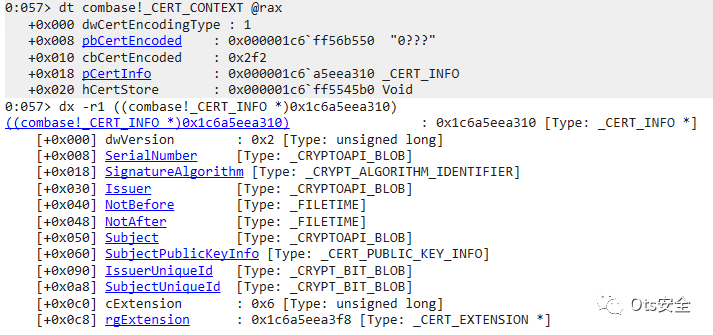 0:057> dt combase!_CERT_CONTEXT @rax
+0x000 dwCertEncodingType : 1
+0x008 pbCertEncoded    : 0x000001c6`ff56b550  "0???"
+0x010 cbCertEncoded    : 0x2f2
+0x018 pCertInfo        : 0x000001c6`a5eea310 _CERT_INFO
+0x020 hCertStore       : 0x000001c6`ff5545b0 Void
0:057> dx -r1 ((combase!_CERT_INFO *)0x1c6a5eea310)
((combase!_CERT_INFO *)0x1c6a5eea310)                 : 0x1c6a5eea310 [Type: _CERT_INFO *]
[+0x000] dwVersion        : 0x2 [Type: unsigned long]
[+0x008] SerialNumber     [Type: _CRYPTOAPI_BLOB]
[+0x018] SignatureAlgorithm [Type: _CRYPT_ALGORITHM_IDENTIFIER]
[+0x030] Issuer           [Type: _CRYPTOAPI_BLOB]
[+0x040] NotBefore        [Type: _FILETIME]
[+0x048] NotAfter         [Type: _FILETIME]
[+0x050] Subject          [Type: _CRYPTOAPI_BLOB]
[+0x060] SubjectPublicKeyInfo [Type: _CERT_PUBLIC_KEY_INFO]
[+0x090] IssuerUniqueId   [Type: _CRYPT_BIT_BLOB]
[+0x0a8] SubjectUniqueId  [Type: _CRYPT_BIT_BLOB]
[+0x0c0] cExtension       : 0x6 [Type: unsigned long]
[+0x0c8] rgExtension      : 0x1c6a5eea3f8 [Type: _CERT_EXTENSION *]
Ots安全